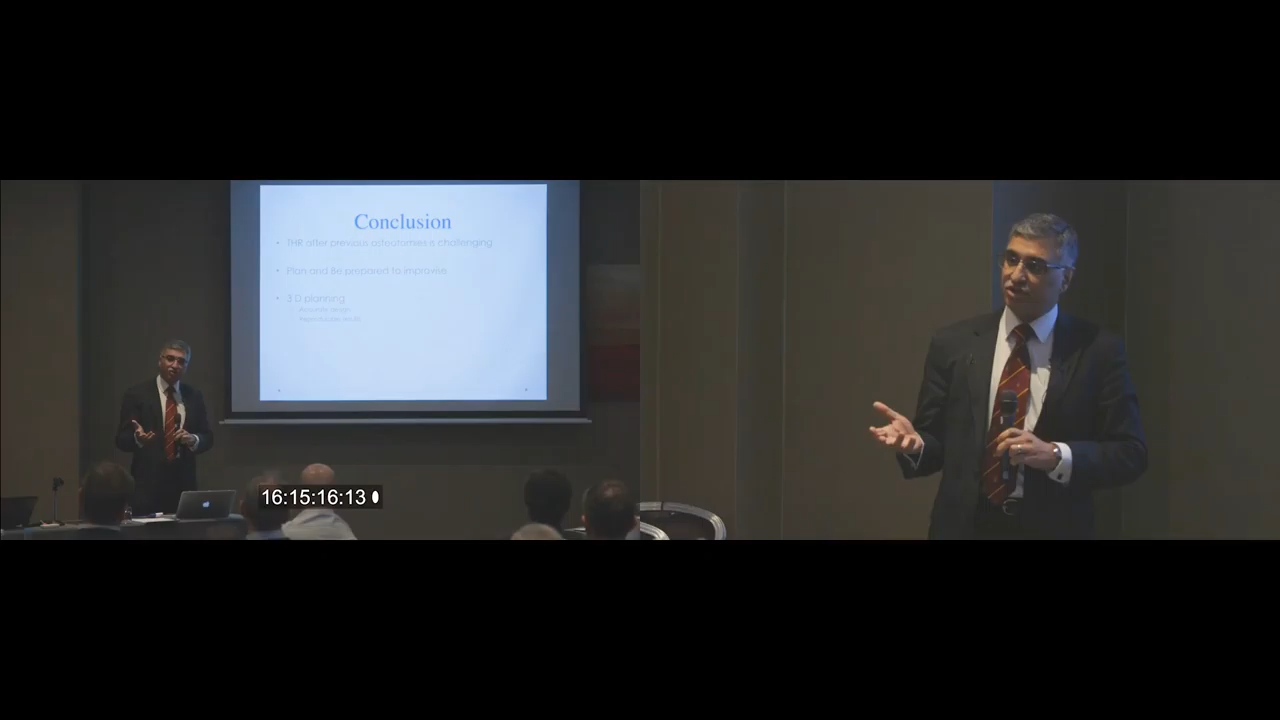 Conclusion
• THR after previous osteotomies is challenging
• Plan and Be prepared to improvise
• 3 D planning
16:15:16:13